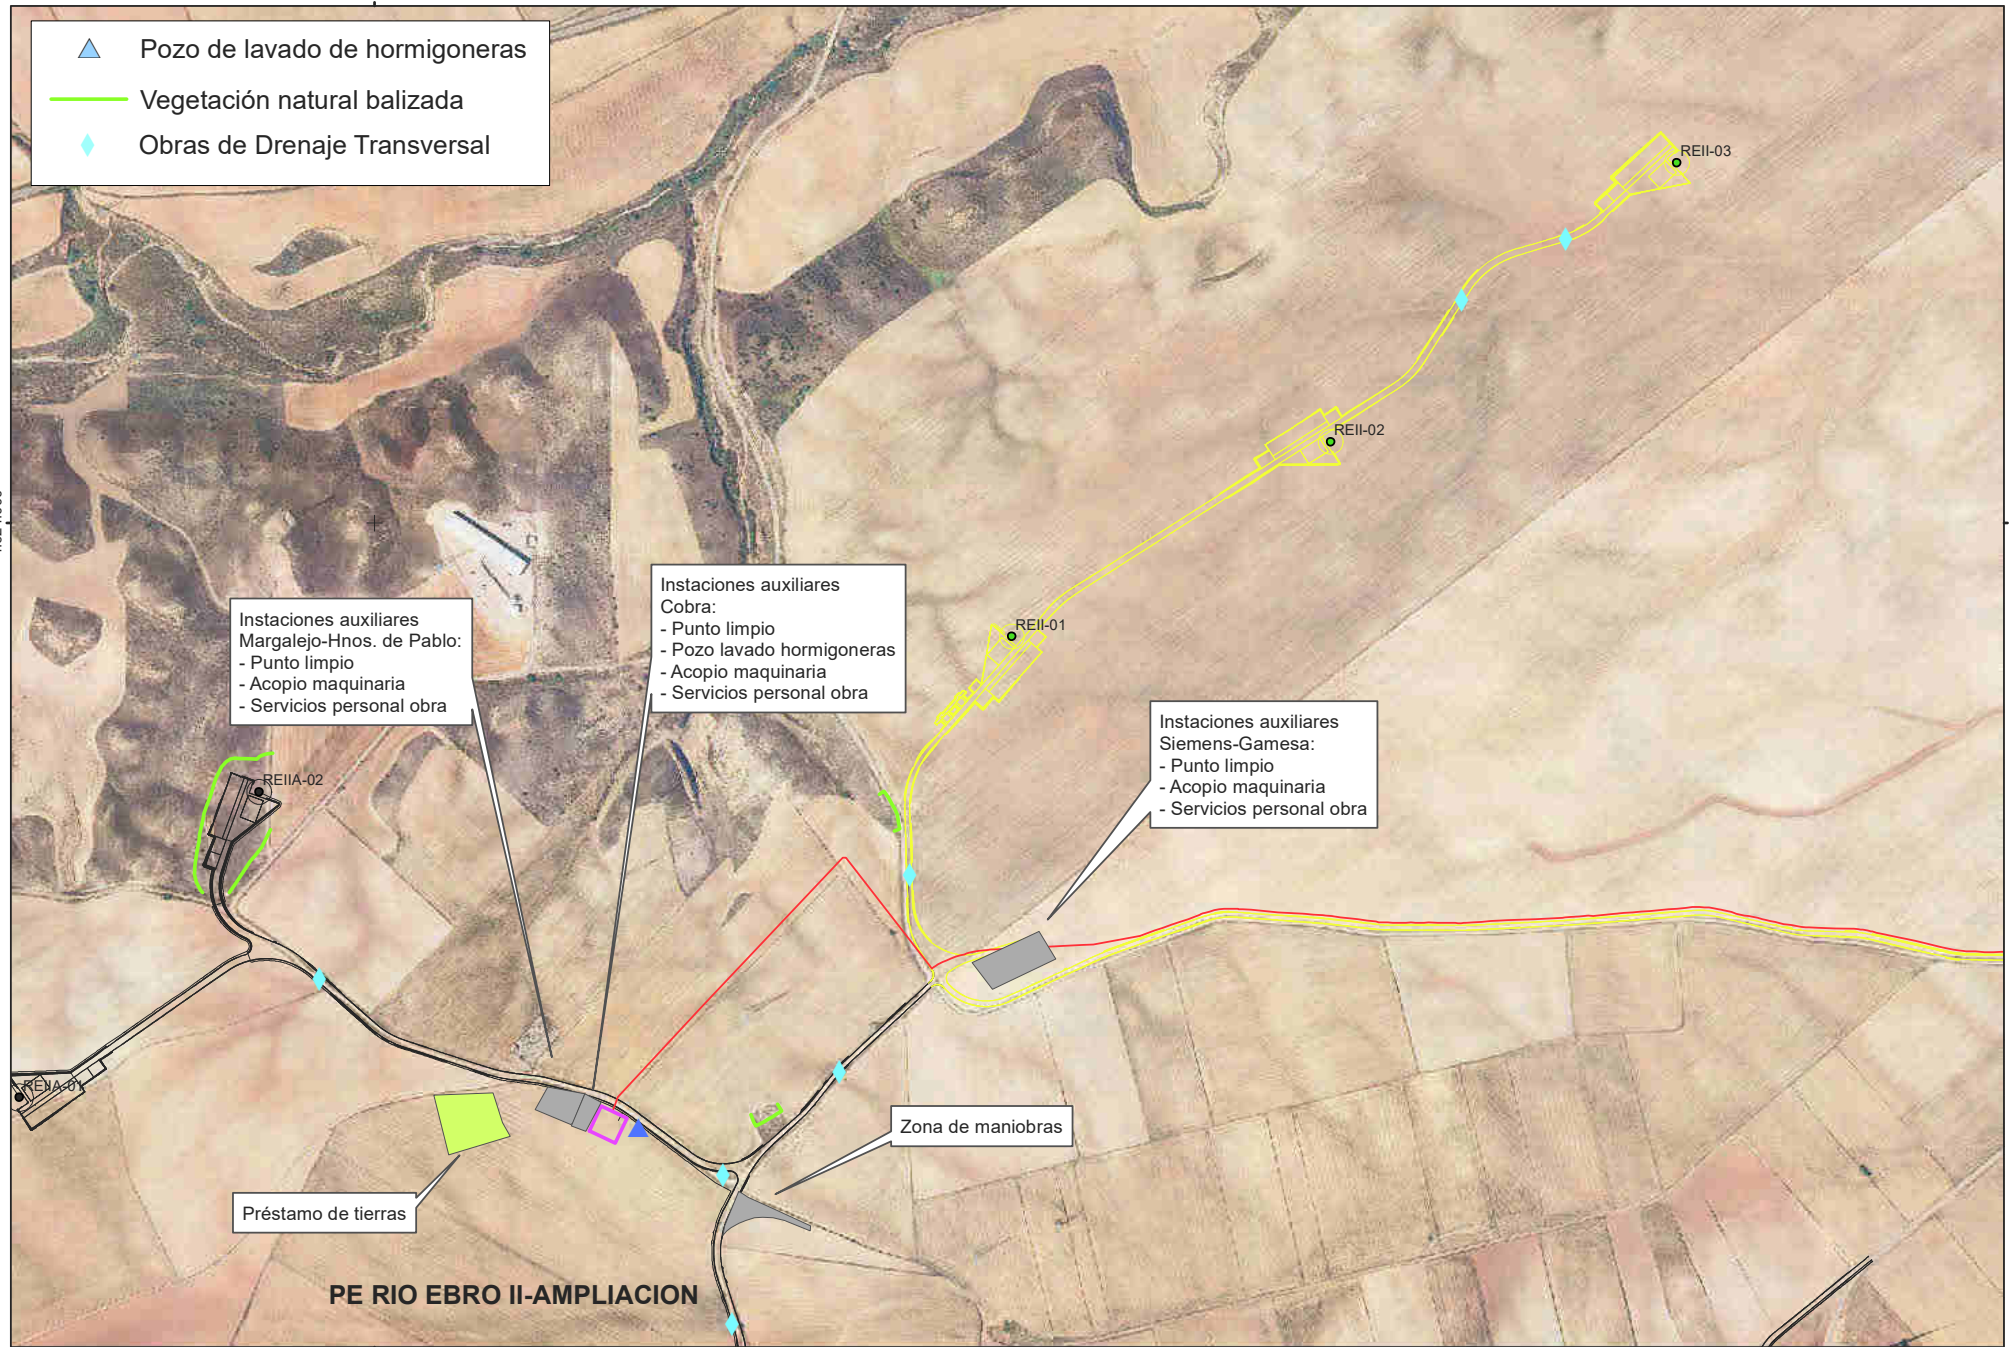 Pozo de lavado de hormigoneras
Vegetación natural balizada
Obras de Drenaje Transversal
REII-03
REII-02
REII-01
Instaciones auxiliares
Cobra:
- Punto limpio
- Pozo lavado hormigoneras
- Acopio maquinaria
- Servicios personal obra
Instaciones auxiliares
Margalejo-Hnos. de Pablo:
- Punto limpio
- Acopio maquinaria
- Servicios personal obra
Instaciones auxiliares
Siemens-Gamesa:
- Punto limpio
- Acopio maquinaria
- Servicios personal obra
REIIA-02
REIIA-01
Zona de maniobras
Préstamo de tierras
PE RIO EBRO II-AMPLIACION